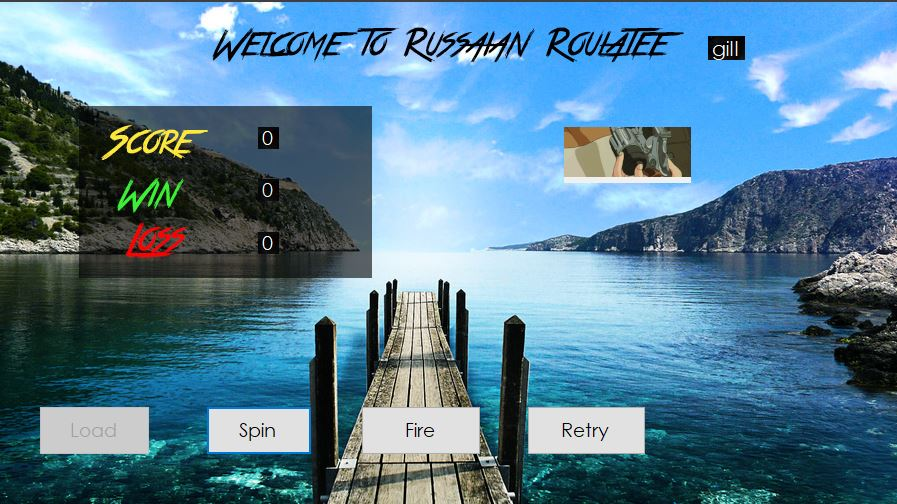 Welcome To Russaian Roulatee gill
Score 0
Win 0
Loss 0
Load Spin Fire Retry